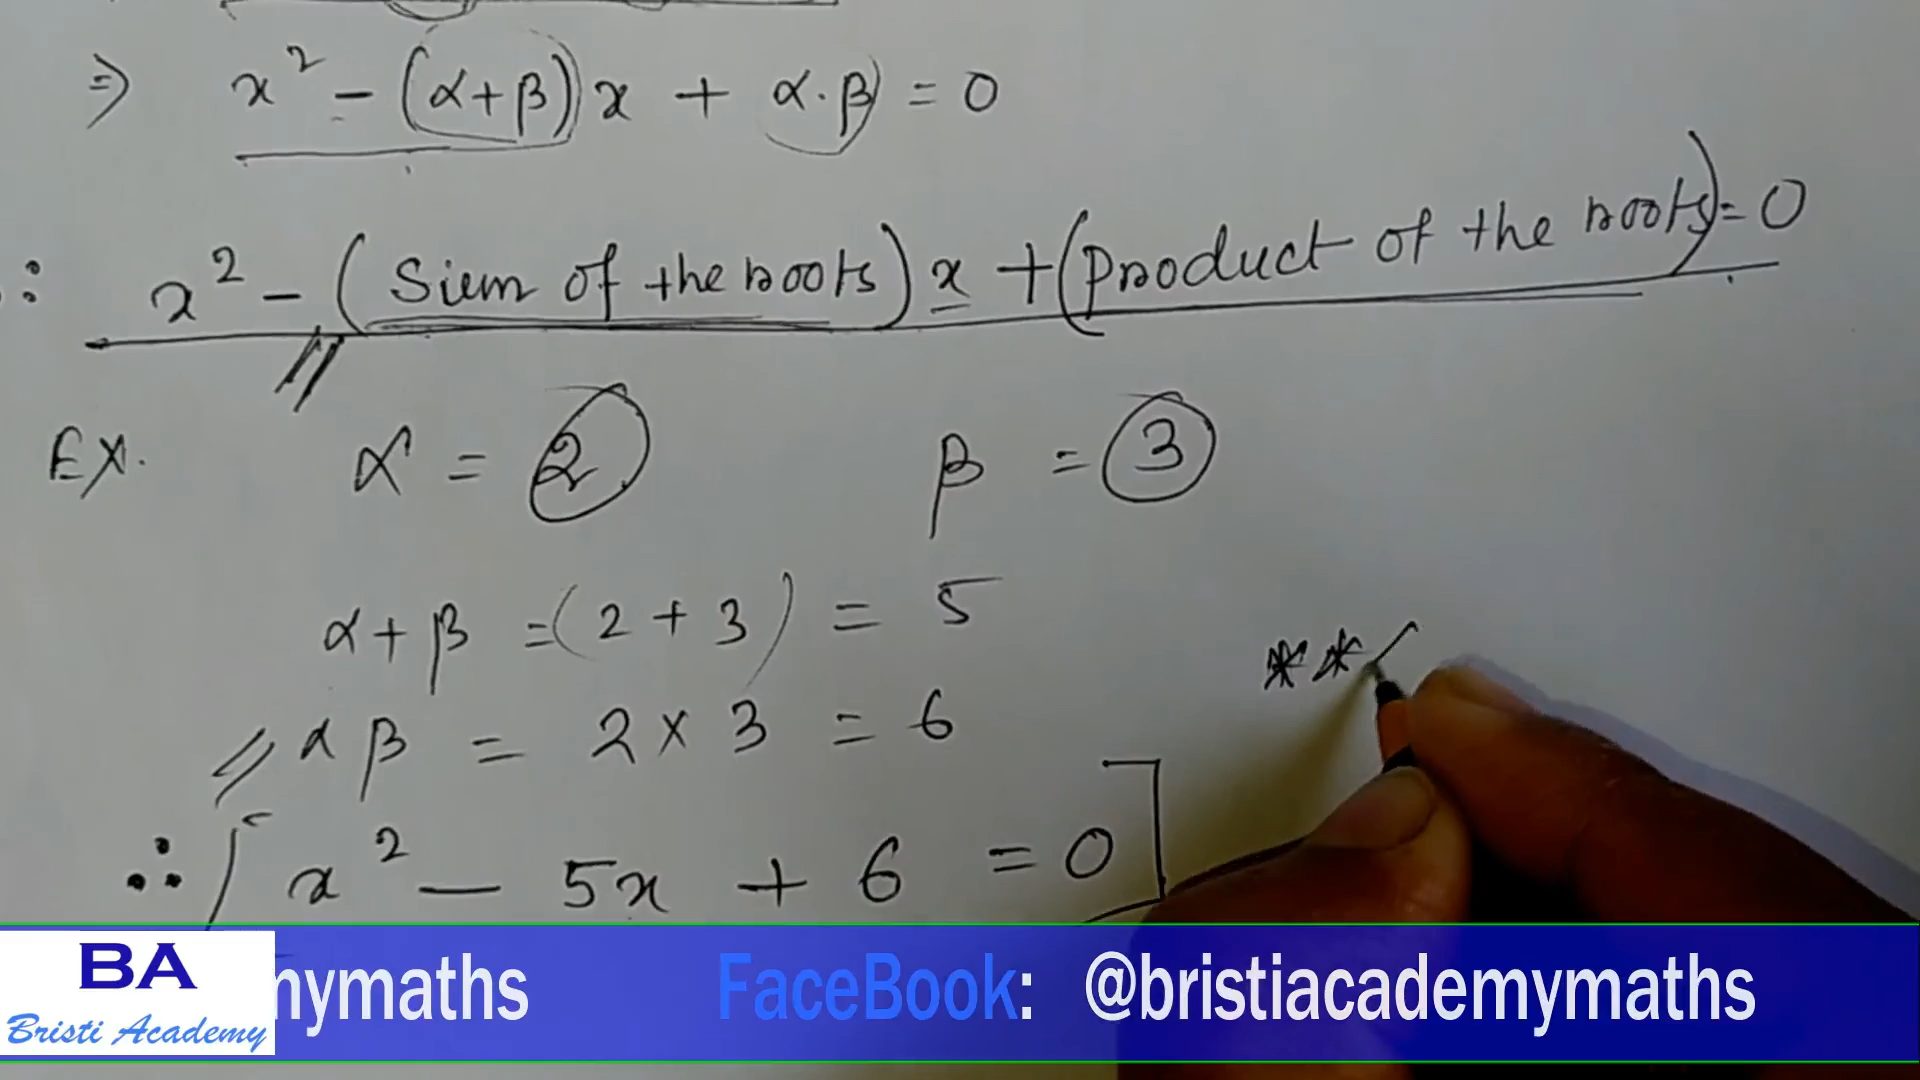 ⇒ x² - (α+β)x + α·β = 0
∴ x² - (Sum of the roots) x + (product of the roots) = 0
Ex. α = 2 β = 3
α+β = (2+3) = 5
αβ = 2×3 = 6
**
∴ [x² - 5x + 6 = 0]
BA
Bristi Academy
mymaths FaceBook: @bristiacademymaths